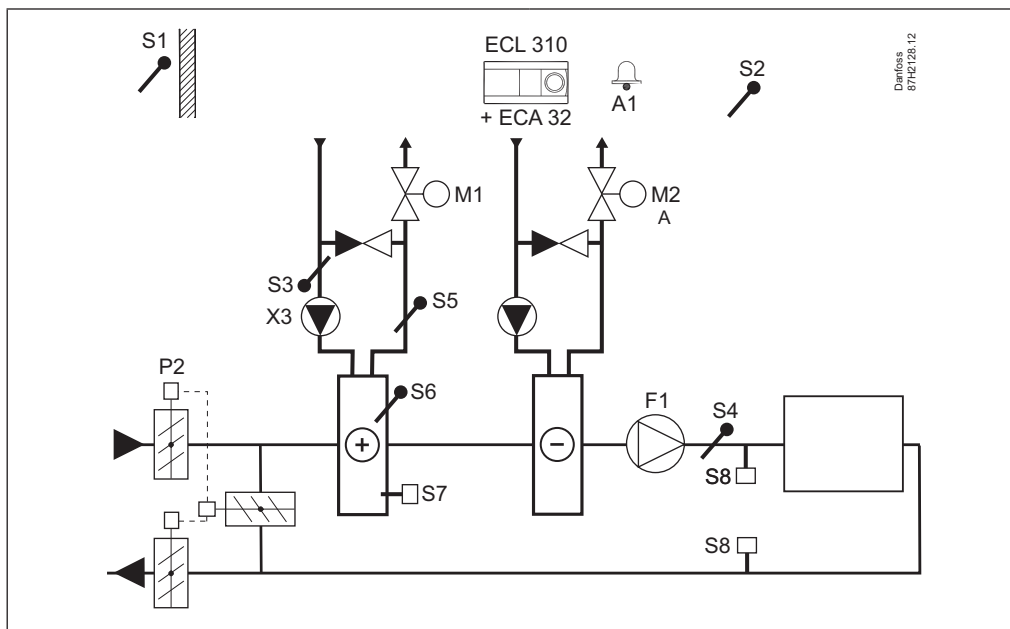 S1
ECL 310
+ ECA 32
A1
S2
Danfoss
87H2128.12
M1
M2
A
S3
X3
S5
P2
S6
F1
S4
S7
S8
S8